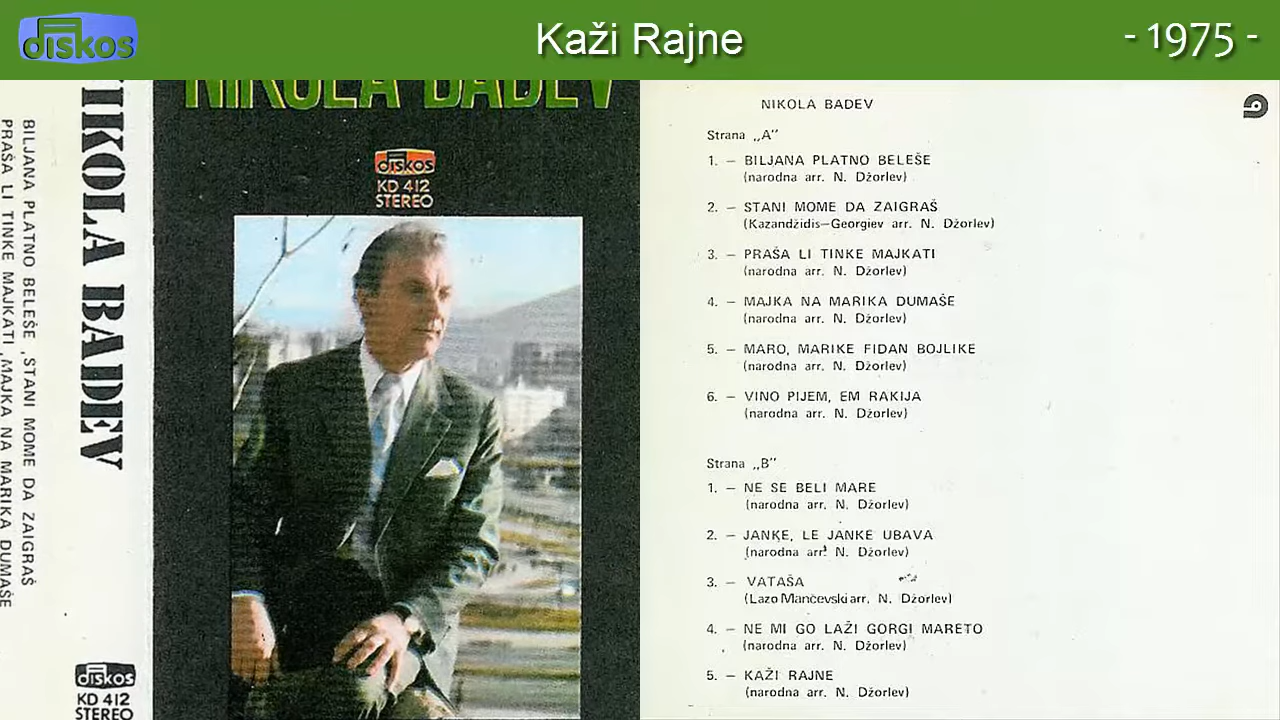 diskos
Kaži Rajne
- 1975 -
NIKOLA BADEV
BILJANA PLATNO BELEŠE ,STANI MOME DA ZAIGRAŠ
PRAŠA LI TINKE MAJKATI ,MAJKA NA MARIKA DUMAŠE
diskos
KD 412
STEREO
NIKOLA BADEV
diskos
KD 412
STEREO
NIKOLA BADEV
Strana „A”
1. — BILJANA PLATNO BELEŠE
(narodna arr. N. Džorlev)
2. — STANI MOME DA ZAIGRAŠ
(Kazandžidis—Georgiev arr. N. Džorlev)
3. — PRAŠA LI TINKE MAJKATI
(narodna arr. N. Džorlev)
4. — MAJKA NA MARIKA DUMAŠE
(narodna arr. N. Džorlev)
5. — MARO, MARIKE FIDAN BOJLIKE
(narodna arr. N. Džorlev)
6. — VINO PIJEM, EM RAKIJA
(narodna arr. N. Džorlev)
Strana „B”
1. — NE SE BELI MARE
(narodna arr. N. Džorlev)
2. — JANKE, LE JANKE UBAVA
(narodna arr. N. Džorlev)
3. — VATAŠA
(Lazo Mančevski arr. N. Džorlev)
4. — NE MI GO LAŽI GORGI MARETO
(narodna arr. N. Džorlev)
5. — KAŽI RAJNE
(narodna arr. N. Džorlev)